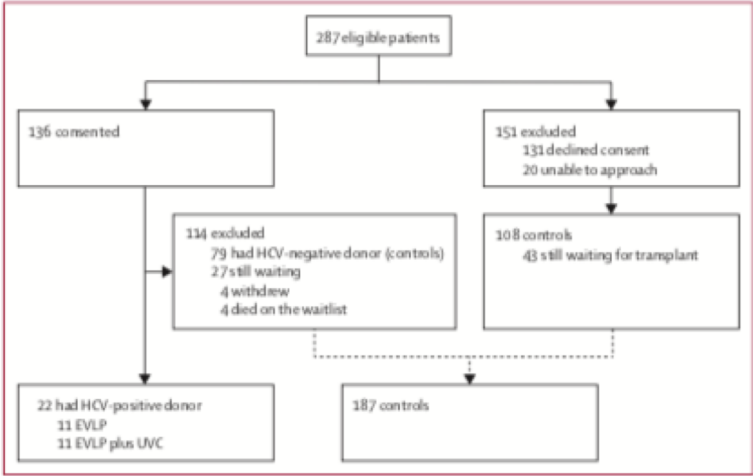 287 eligible patients
136 consented
151 excluded
131 declined consent
20 unable to approach
114 excluded
79 had HCV-negative donor (controls)
27 still waiting
4 withdrew
4 died on the waitlist
108 controls
43 still waiting for transplant
22 had HCV-positive donor
11 EVLP
11 EVLP plus UVC
187 controls